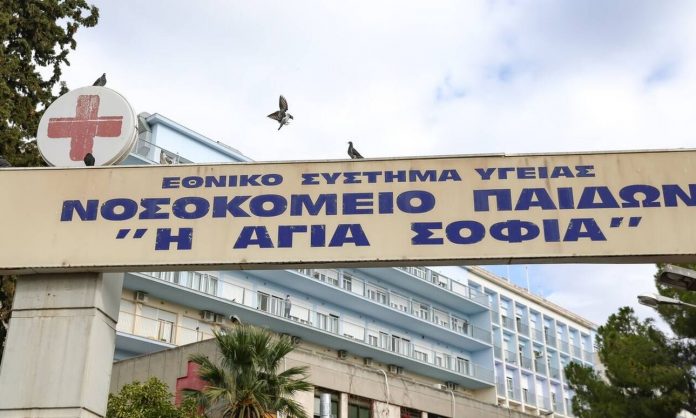 ΕΘΝΙΚΟ ΣΥΣΤΗΜΑ ΥΓΕΙΑΣ
ΝΟΣΟΚΟΜΕΙΟ ΠΑΙΔΩΝ
"Η ΑΓΙΑ ΣΟΦΙΑ"